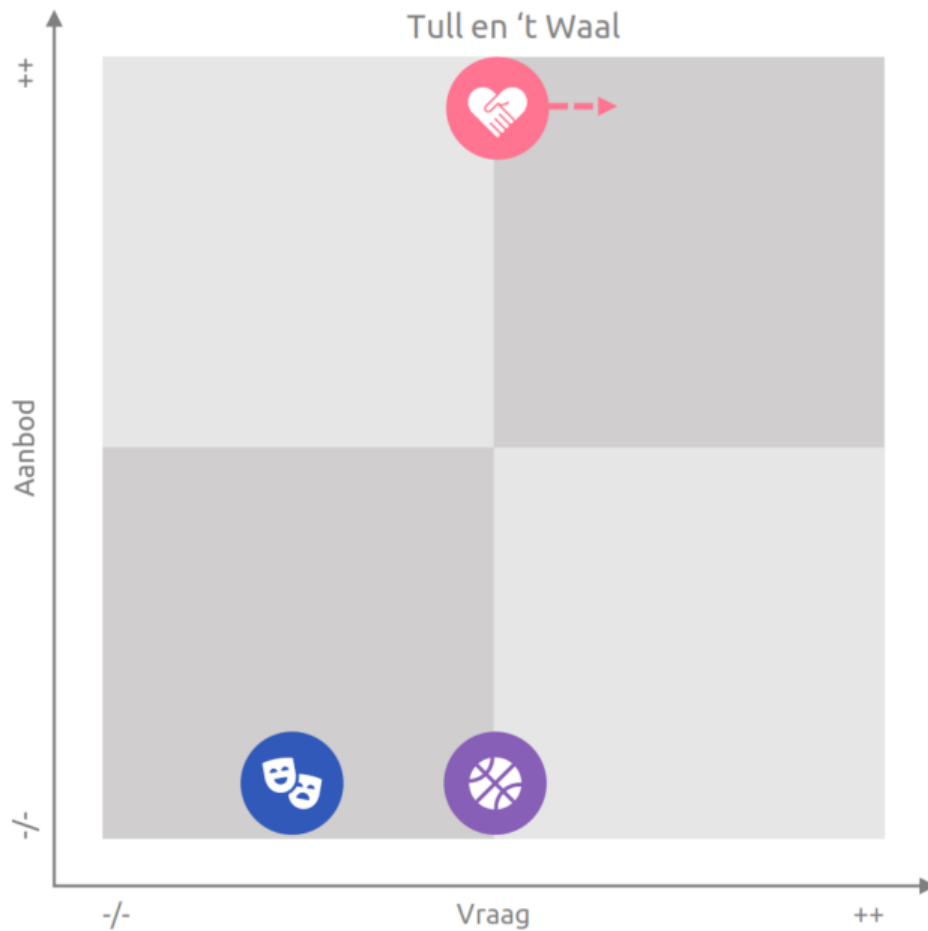 Tull en ‘t Waal
++
Aanbod
-/-
-/-
Vraag
++